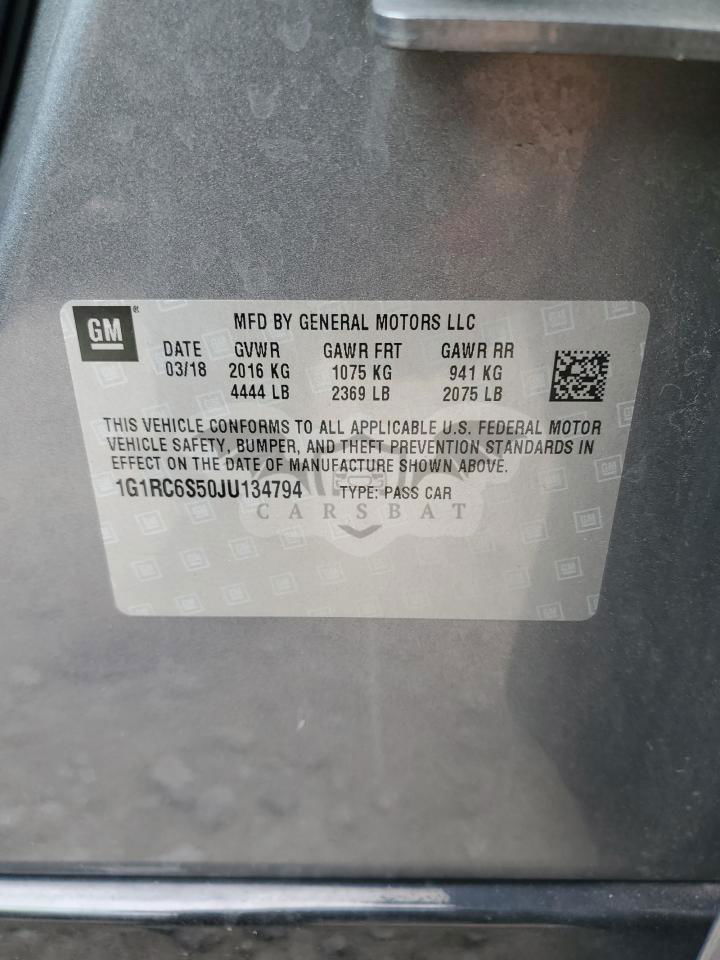 GM
MFD BY GENERAL MOTORS LLC
DATE GVWR GAWR FRT GAWR RR
03/18 2016 KG 1075 KG 941 KG
4444 LB 2369 LB 2075 LB
THIS VEHICLE CONFORMS TO ALL APPLICABLE U.S. FEDERAL MOTOR
VEHICLE SAFETY, BUMPER, AND THEFT PREVENTION STANDARDS IN
EFFECT ON THE DATE OF MANUFACTURE SHOWN ABOVE.
1G1RC6S50JU134794 TYPE: PASS CAR
CARSBAT